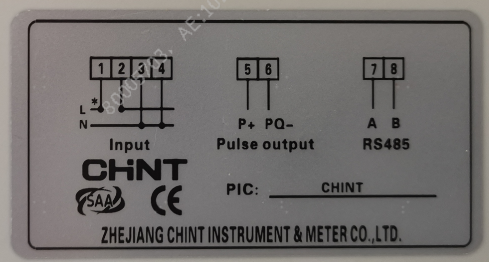 1 2 3 4
5 6
7 8
L *
N
P+ PQ-
A B
Input
Pulse output
RS485
CHiNT
SAA
CE
PIC: CHINT
ZHEJIANG CHINT INSTRUMENT & METER CO.,LTD.